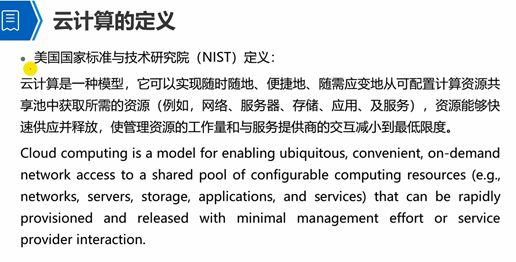 云计算的定义
美国国家标准与技术研究院（NIST）定义：
云计算是一种模型，它可以实现随时随地、便捷地、随需应变地从可配置计算资源共
享池中获取所需的资源（例如，网络、服务器、存储、应用、及服务），资源能够快
速供应并释放，使管理资源的工作量和与服务提供商的交互减小到最低限度。
Cloud computing is a model for enabling ubiquitous, convenient, on-demand
network access to a shared pool of configurable computing resources (e.g.,
networks, servers, storage, applications, and services) that can be rapidly
provisioned and released with minimal management effort or service
provider interaction.